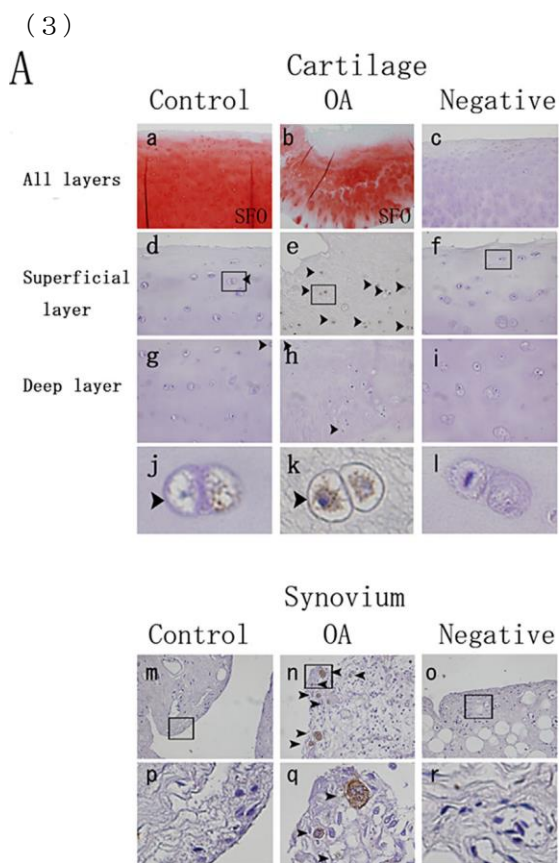 (3)
A
Cartilage
Control OA Negative
a b c
All layers
SFO SFO
d e f
Superficial
layer
g h i
Deep layer
j k l
Synovium
Control OA Negative
m n o
p q r